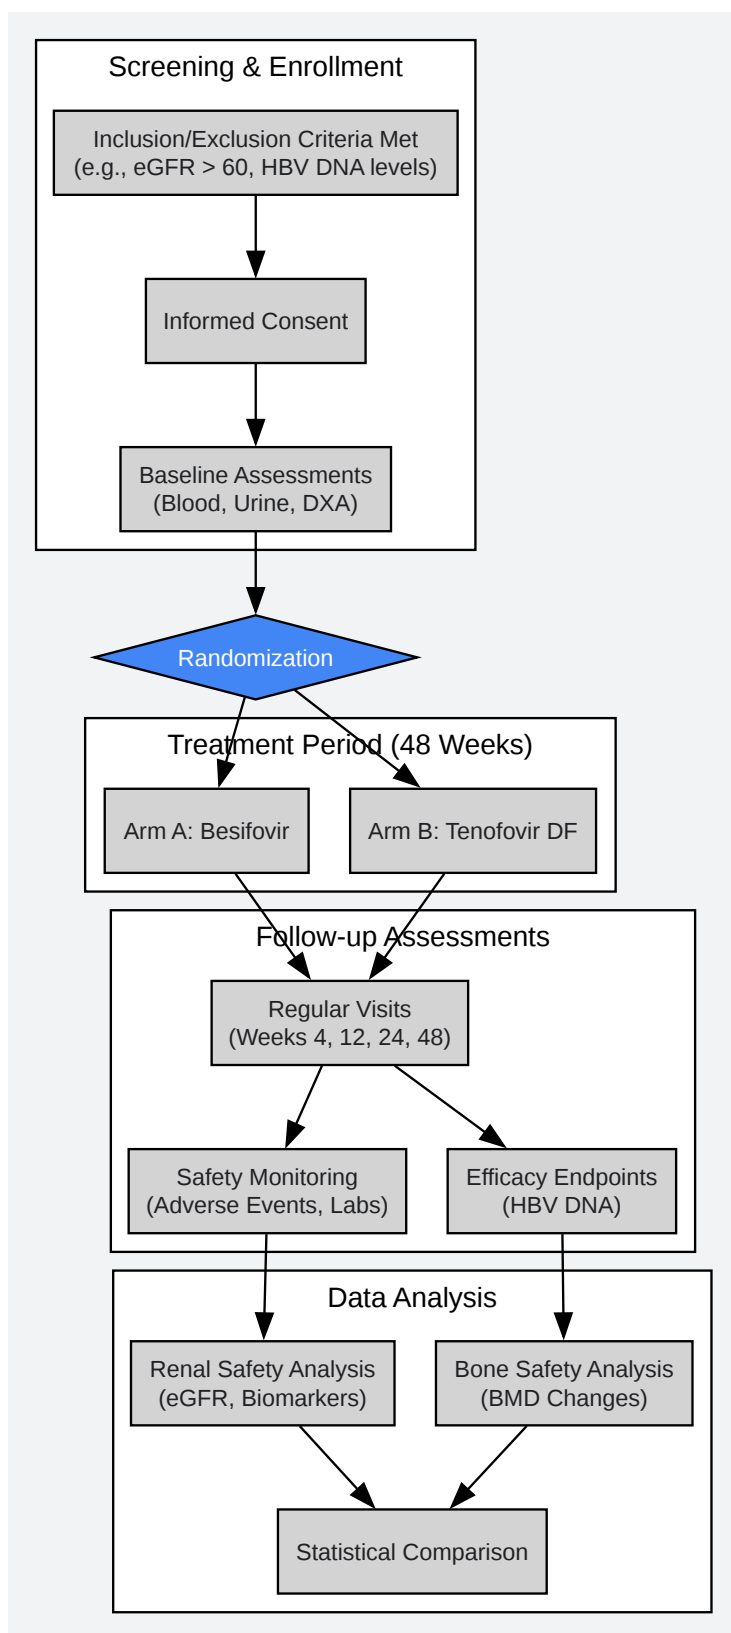 Screening & Enrollment
Inclusion/Exclusion Criteria Met
(e.g., eGFR > 60, HBV DNA levels)
Informed Consent
Baseline Assessments
(Blood, Urine, DXA)
Randomization
Treatment Period (48 Weeks)
Arm A: Besifovir
Arm B: Tenofovir DF
Follow-up Assessments
Regular Visits
(Weeks 4, 12, 24, 48)
Safety Monitoring
(Adverse Events, Labs)
Efficacy Endpoints
(HBV DNA)
Data Analysis
Renal Safety Analysis
(eGFR, Biomarkers)
Bone Safety Analysis
(BMD Changes)
Statistical Comparison